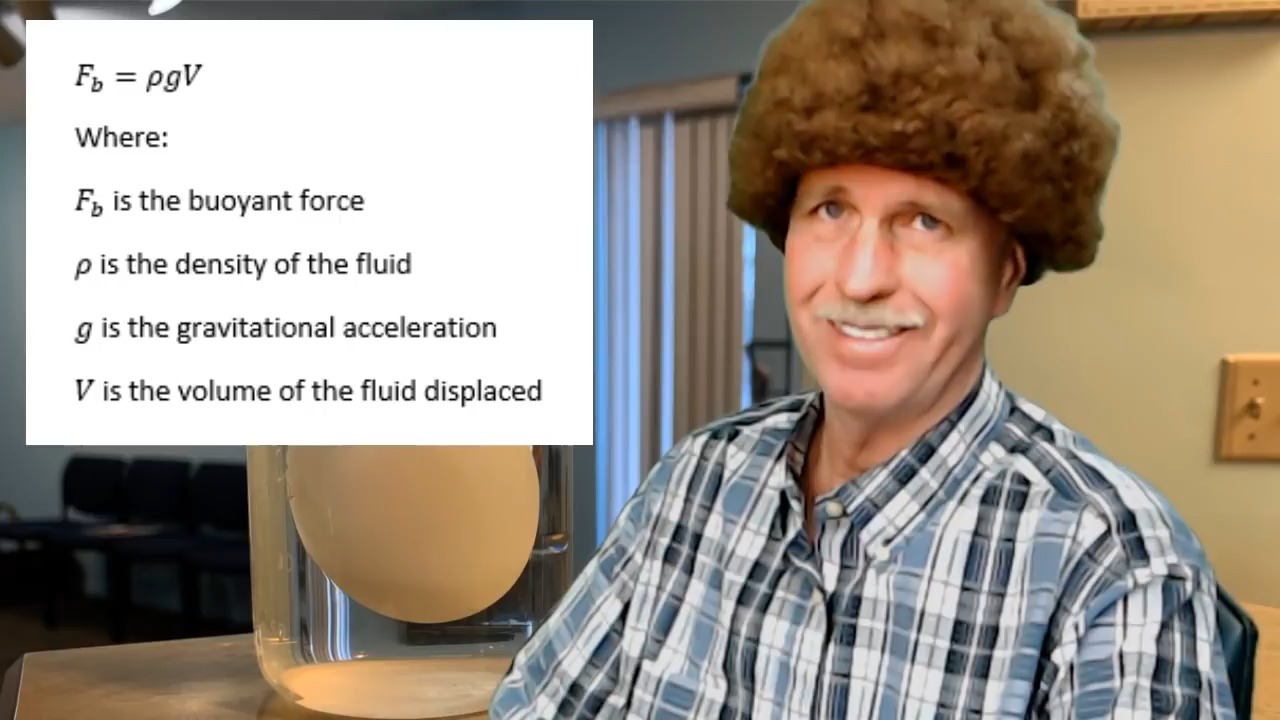 F_b = ρgV
Where:
F_b is the buoyant force
ρ is the density of the fluid
g is the gravitational acceleration
V is the volume of the fluid displaced